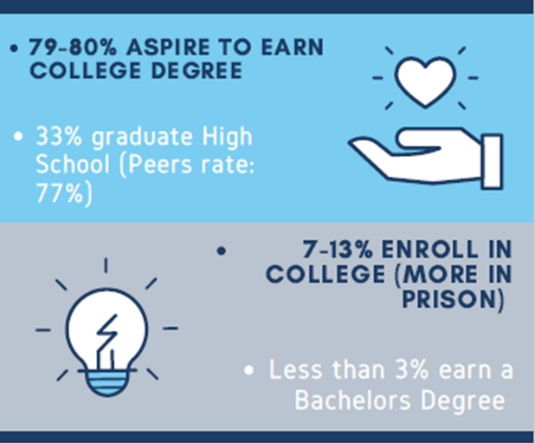 • 79-80% ASPIRE TO EARN
COLLEGE DEGREE
• 33% graduate High
School (Peers rate:
77%)
• 7-13% ENROLL IN
COLLEGE (MORE IN
PRISON)
• Less than 3% earn a
Bachelors Degree